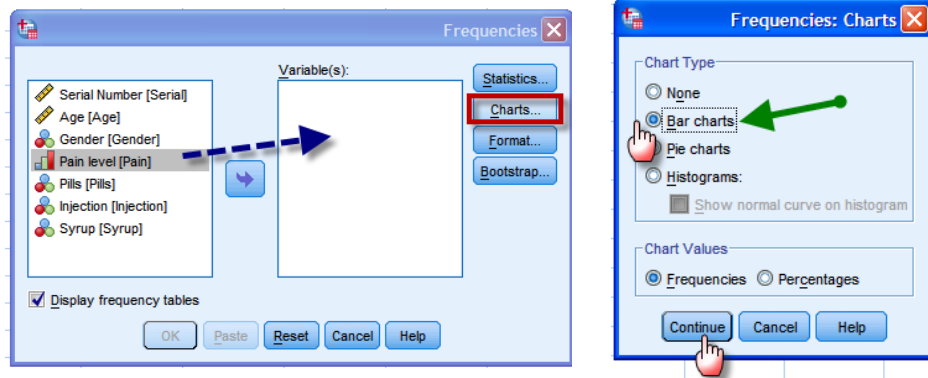 Frequencies
Variable(s):
Serial Number [Serial]
Age [Age]
Gender [Gender]
Pain level [Pain]
Pills [Pills]
Injection [Injection]
Syrup [Syrup]
Statistics...
Charts...
Format...
Bootstrap...
Display frequency tables
OK Paste Reset Cancel Help
Frequencies: Charts
Chart Type
None
Bar charts
Pie charts
Histograms:
Show normal curve on histogram
Chart Values
Frequencies Percentages
Continue Cancel Help